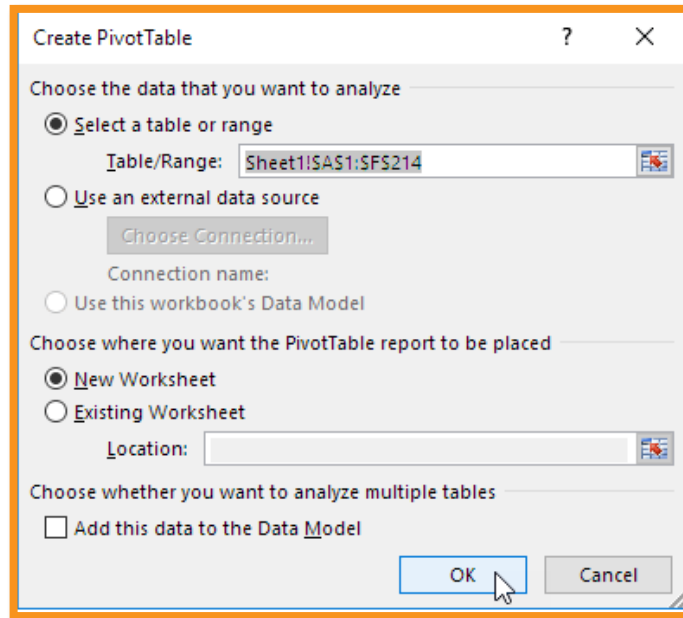 Create PivotTable ? X
Choose the data that you want to analyze
Select a table or range
Table/Range: Sheet1!$A$1:$F$214
Use an external data source
Choose Connection...
Connection name:
Use this workbook's Data Model
Choose where you want the PivotTable report to be placed
New Worksheet
Existing Worksheet
Location:
Choose whether you want to analyze multiple tables
Add this data to the Data Model
OK Cancel